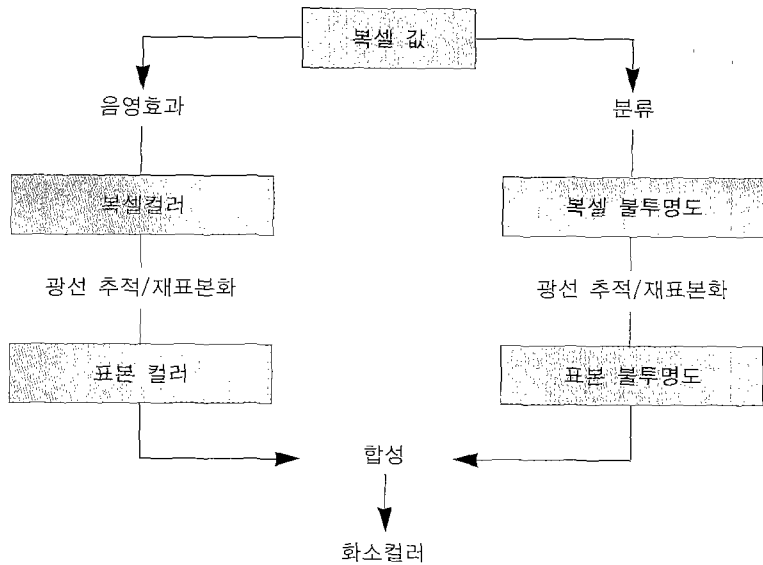 복셀 값
음영효과
분류
복셀컬러
복셀 불투명도
광선 추적/재표본화
광선 추적/재표본화
표본 컬러
표본 불투명도
합성
화소컬러